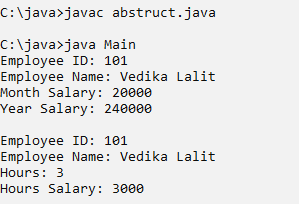 C:\java>javac abstruct.java
C:\java>java Main
Employee ID: 101
Employee Name: Vedika Lalit
Month Salary: 20000
Year Salary: 240000
Employee ID: 101
Employee Name: Vedika Lalit
Hours: 3
Hours Salary: 3000